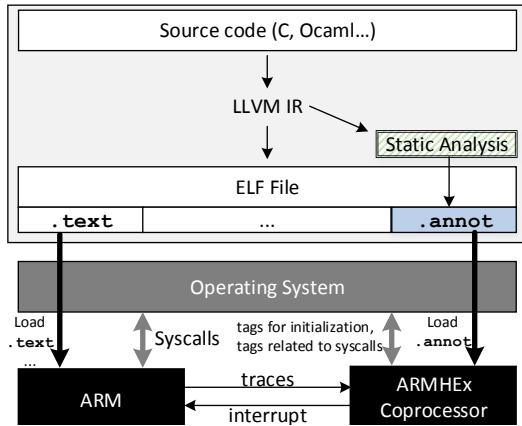 Source code (C, Ocaml…)
LLVM IR
Static Analysis
ELF File
.text
...
.annot
Operating System
Load
.text
...
Syscalls
tags for initialization,
tags related to syscalls
Load
.annot
ARM
traces
interrupt
ARMHEx
Coprocessor